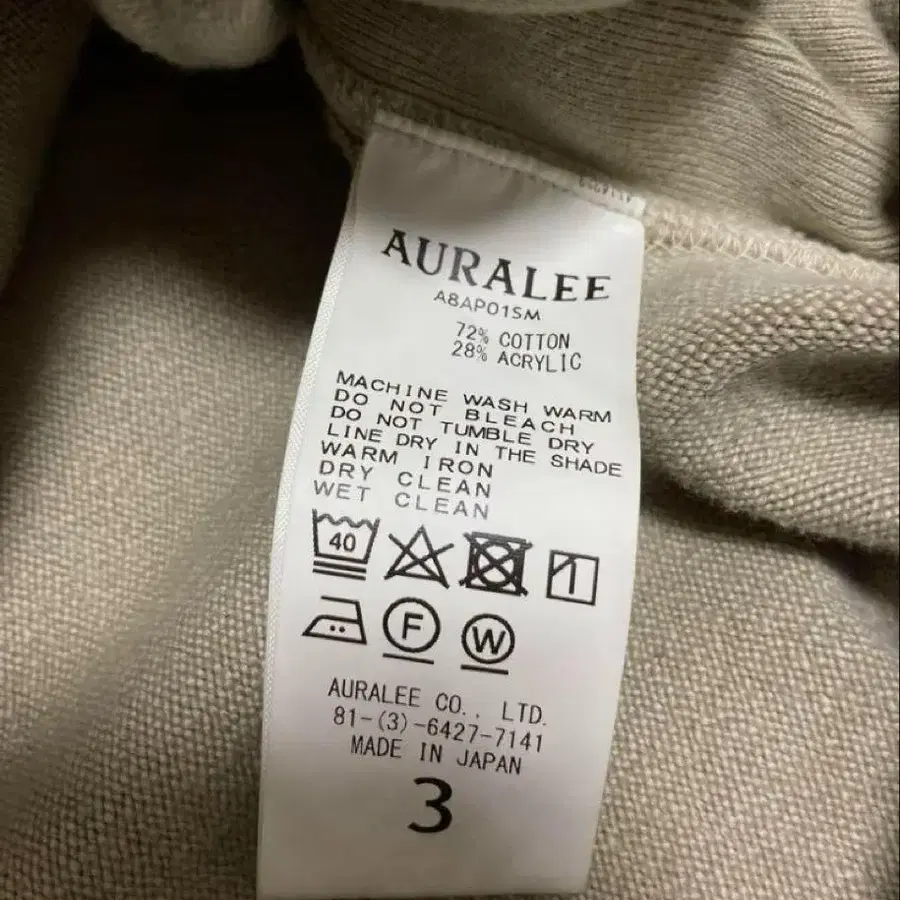 AURALEE
A8AP01SM
72% COTTON
28% ACRYLIC
MACHINE WASH WARM
DO NOT BLEACH
DO NOT TUMBLE DRY
LINE DRY IN THE SHADE
WARM IRON
DRY CLEAN
WET CLEAN
40
F W
AURALEE CO., LTD.
81-(3)-6427-7141
MADE IN JAPAN
3